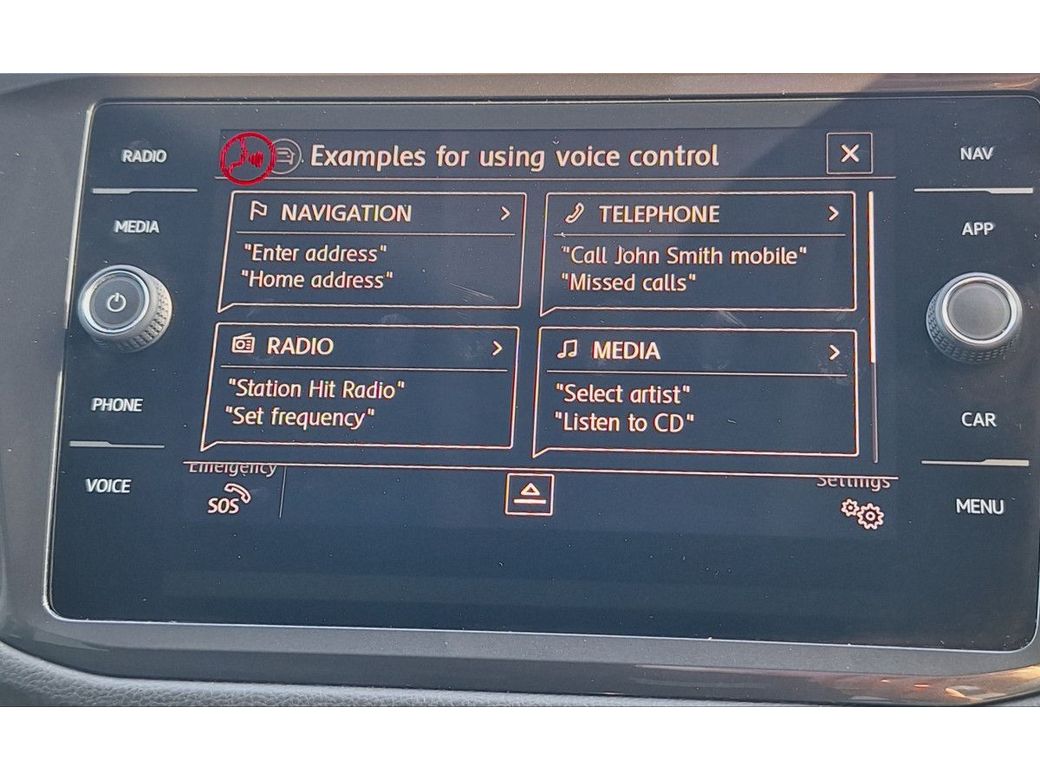 RADIO
MEDIA
PHONE
VOICE
Examples for using voice control
NAVIGATION
"Enter address"
"Home address"
TELEPHONE
"Call John Smith mobile"
"Missed calls"
RADIO
"Station Hit Radio"
"Set frequency"
MEDIA
"Select artist"
"Listen to CD"
Emergency
SOS
Settings
NAV
APP
CAR
MENU